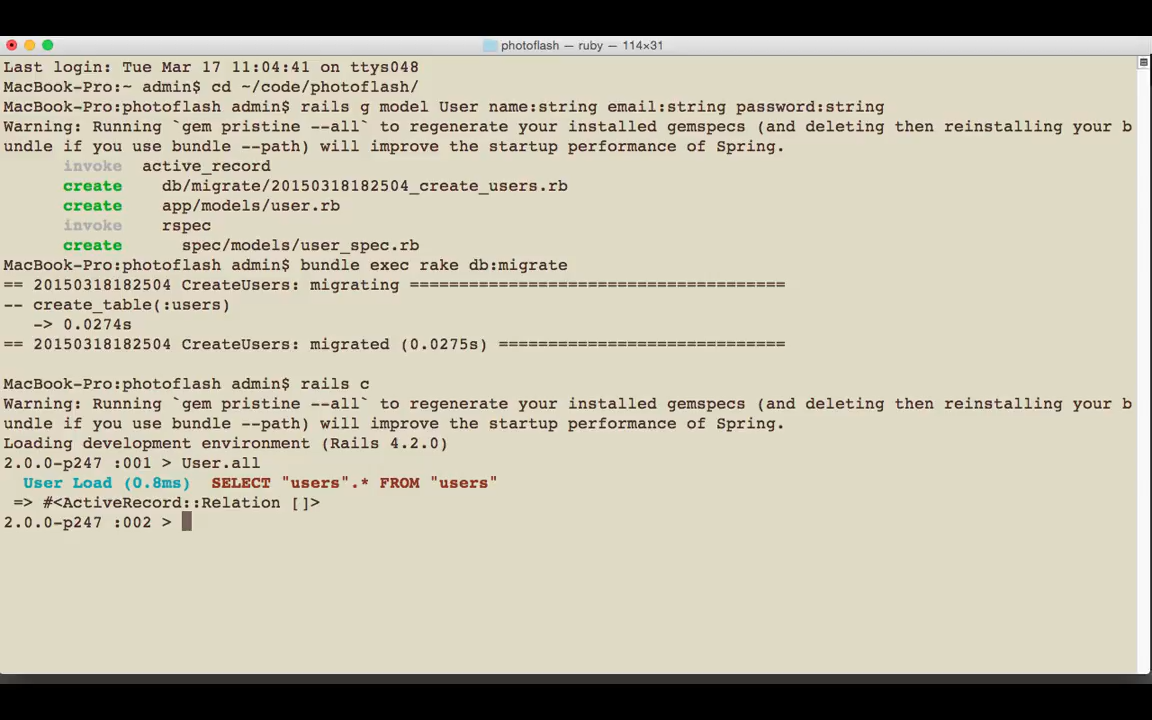 photoflash — ruby — 114×31
Last login: Tue Mar 17 11:04:41 on ttys048
MacBook-Pro:~ admin$ cd ~/code/photoflash/
MacBook-Pro:photoflash admin$ rails g model User name:string email:string password:string
Warning: Running `gem pristine --all` to regenerate your installed gemspecs (and deleting then reinstalling your b
undle if you use bundle --path) will improve the startup performance of Spring.
invoke  active_record
create    db/migrate/20150318182504_create_users.rb
create    app/models/user.rb
invoke    rspec
create      spec/models/user_spec.rb
MacBook-Pro:photoflash admin$ bundle exec rake db:migrate
== 20150318182504 CreateUsers: migrating ======================================
-- create_table(:users)
   -> 0.0274s
== 20150318182504 CreateUsers: migrated (0.0275s) =============================
MacBook-Pro:photoflash admin$ rails c
Warning: Running `gem pristine --all` to regenerate your installed gemspecs (and deleting then reinstalling your b
undle if you use bundle --path) will improve the startup performance of Spring.
Loading development environment (Rails 4.2.0)
2.0.0-p247 :001 > User.all
  User Load (0.8ms)  SELECT "users".* FROM "users"
 => #<ActiveRecord::Relation []>
2.0.0-p247 :002 >